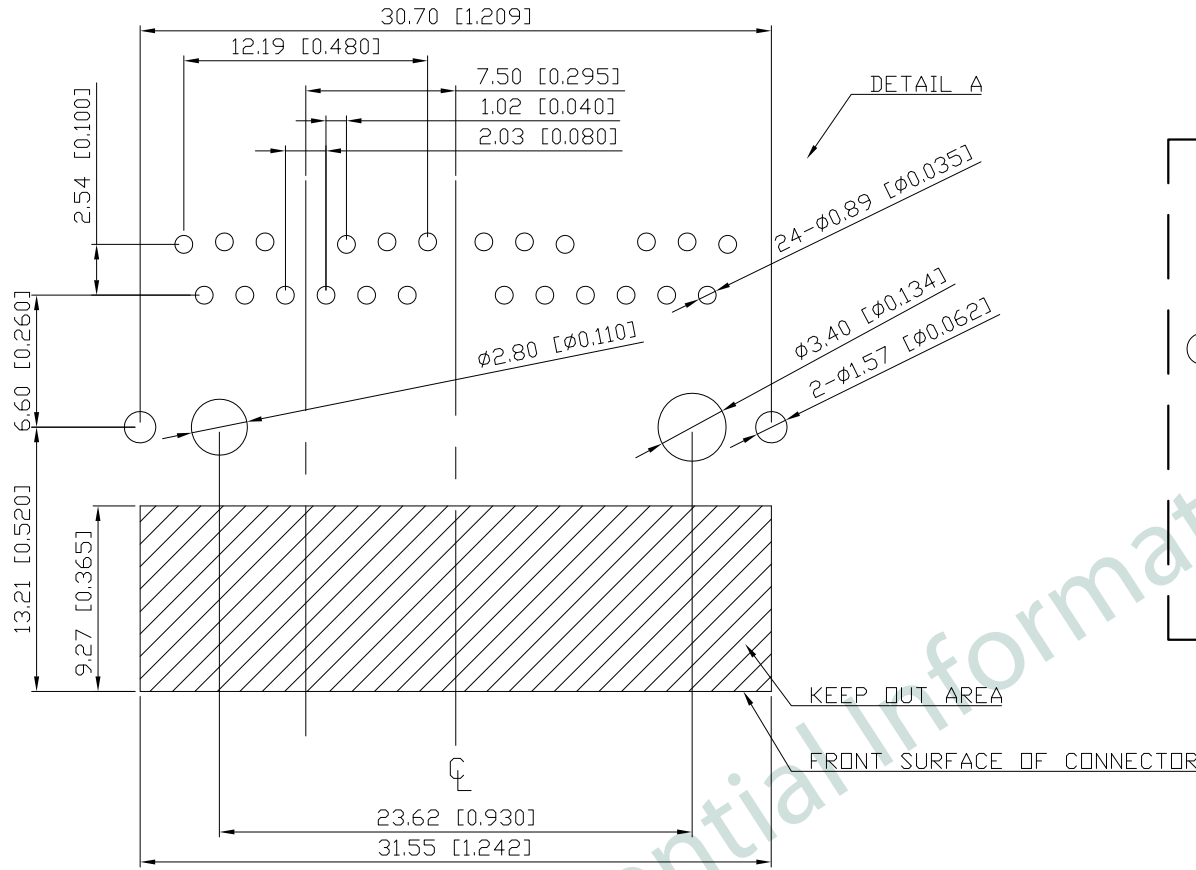 30.70 [1.209]
12.19 [0.480]
7.50 [0.295]
DETAIL A
1.02 [0.040]
2.03 [0.080]
2.54 [0.100]
24-Ø0.89 [Ø0.035]
6.60 [0.260]
Ø2.80 [Ø0.110]
Ø3.40 [Ø0.134]
2-Ø1.57 [Ø0.062]
13.21 [0.520]
9.27 [0.365]
KEEP OUT AREA
FRONT SURFACE OF CONNECTOR
℄
23.62 [0.930]
31.55 [1.242]
ential Informat